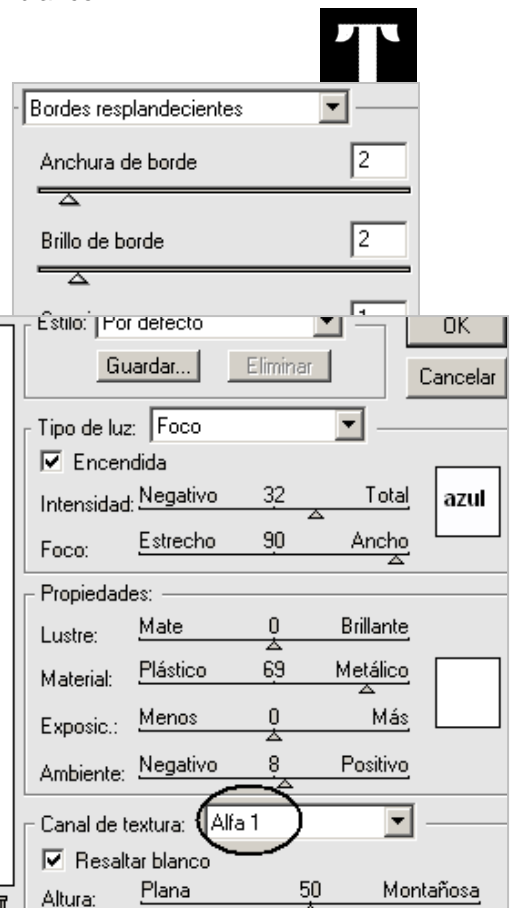 T
Bordes resplandecientes
Anchura de borde 2
Brillo de borde 2
Estilo: Por defecto OK
Guardar... Eliminar Cancelar
Tipo de luz: Foco
Encendida
Intensidad: Negativo 32 Total azul
Foco: Estrecho 90 Ancho
Propiedades:
Lustre: Mate 0 Brillante
Material: Plástico 69 Metálico
Exposic.: Menos 0 Más
Ambiente: Negativo 8 Positivo
Canal de textura: Alfa 1
Resaltar blanco
Altura: Plana 50 Montañosa